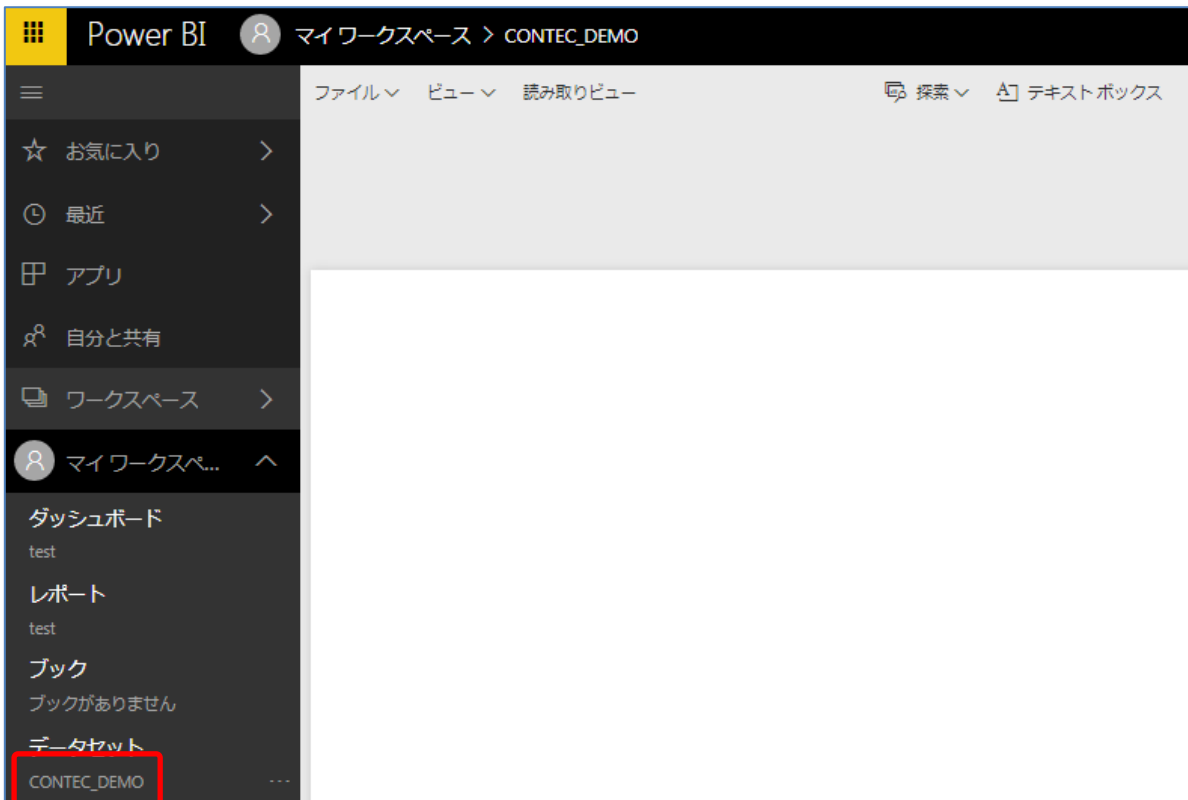 Power BI マイ ワークスペース > CONTEC_DEMO
ファイル ビュー 読み取りビュー 探索 テキスト ボックス
お気に入り
最近
アプリ
自分と共有
ワークスペース
マイ ワークスペ...
ダッシュボード
test
レポート
test
ブック
ブックがありません
データセット
CONTEC_DEMO ...